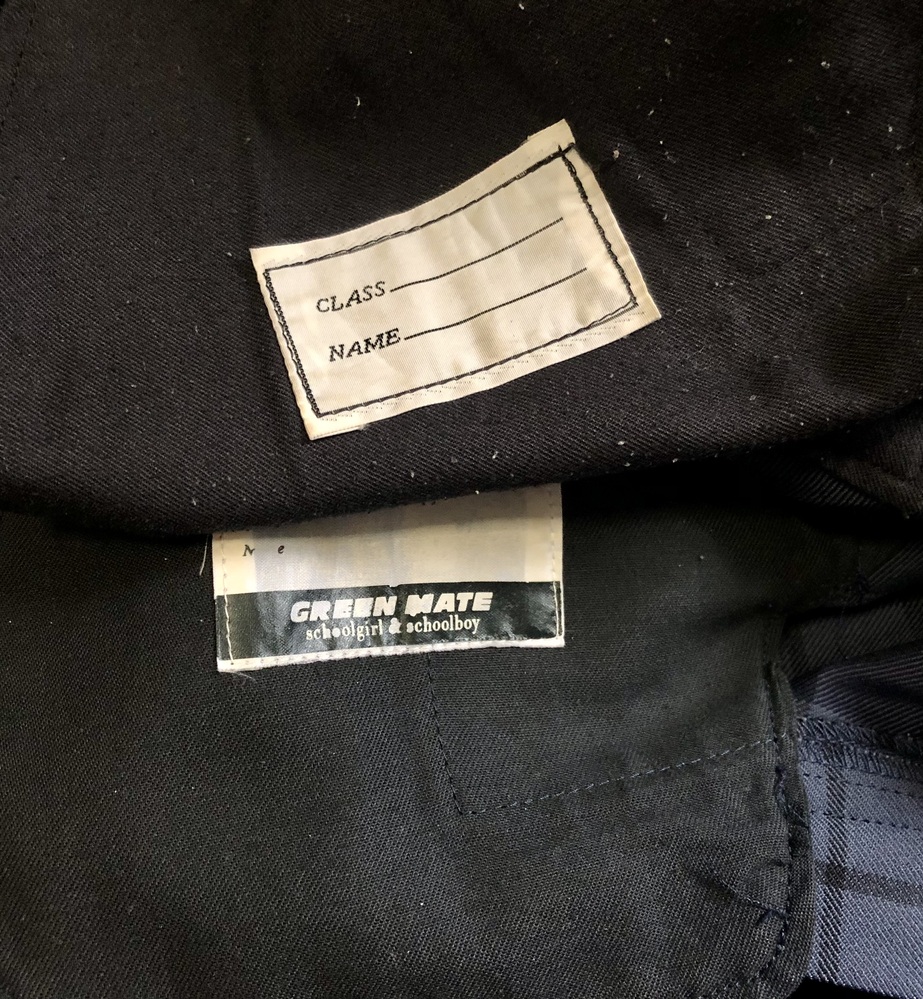 CLASS
NAME
N e
GREEN MATE
schoolgirl & schoolboy